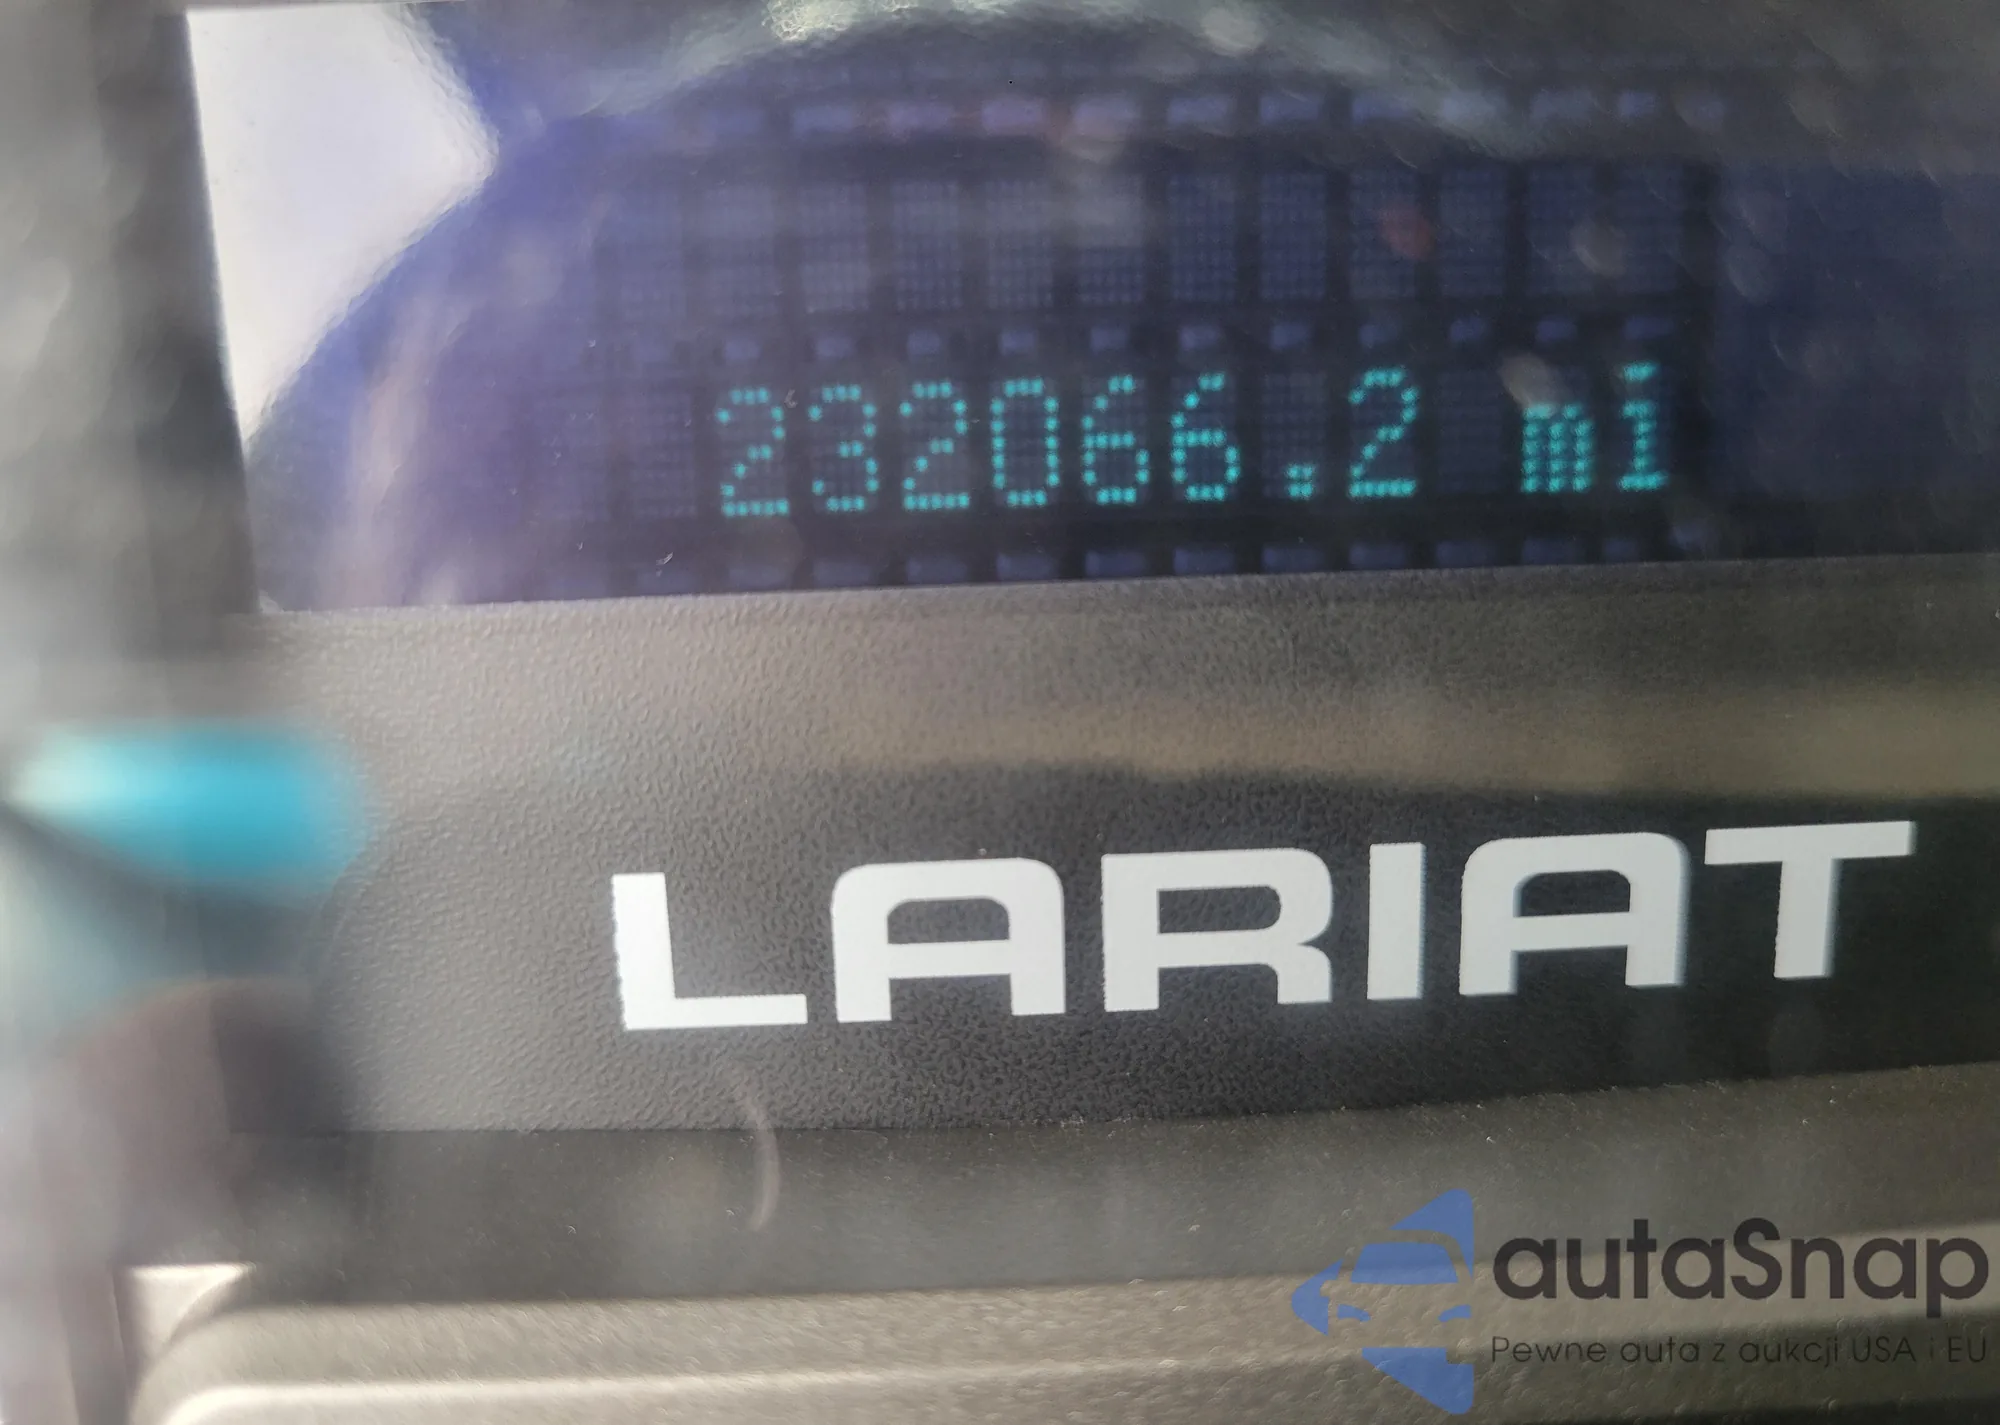 232066.2 mi
LARIAT
autaSnap
Pewne auta z aukcji USA i EU